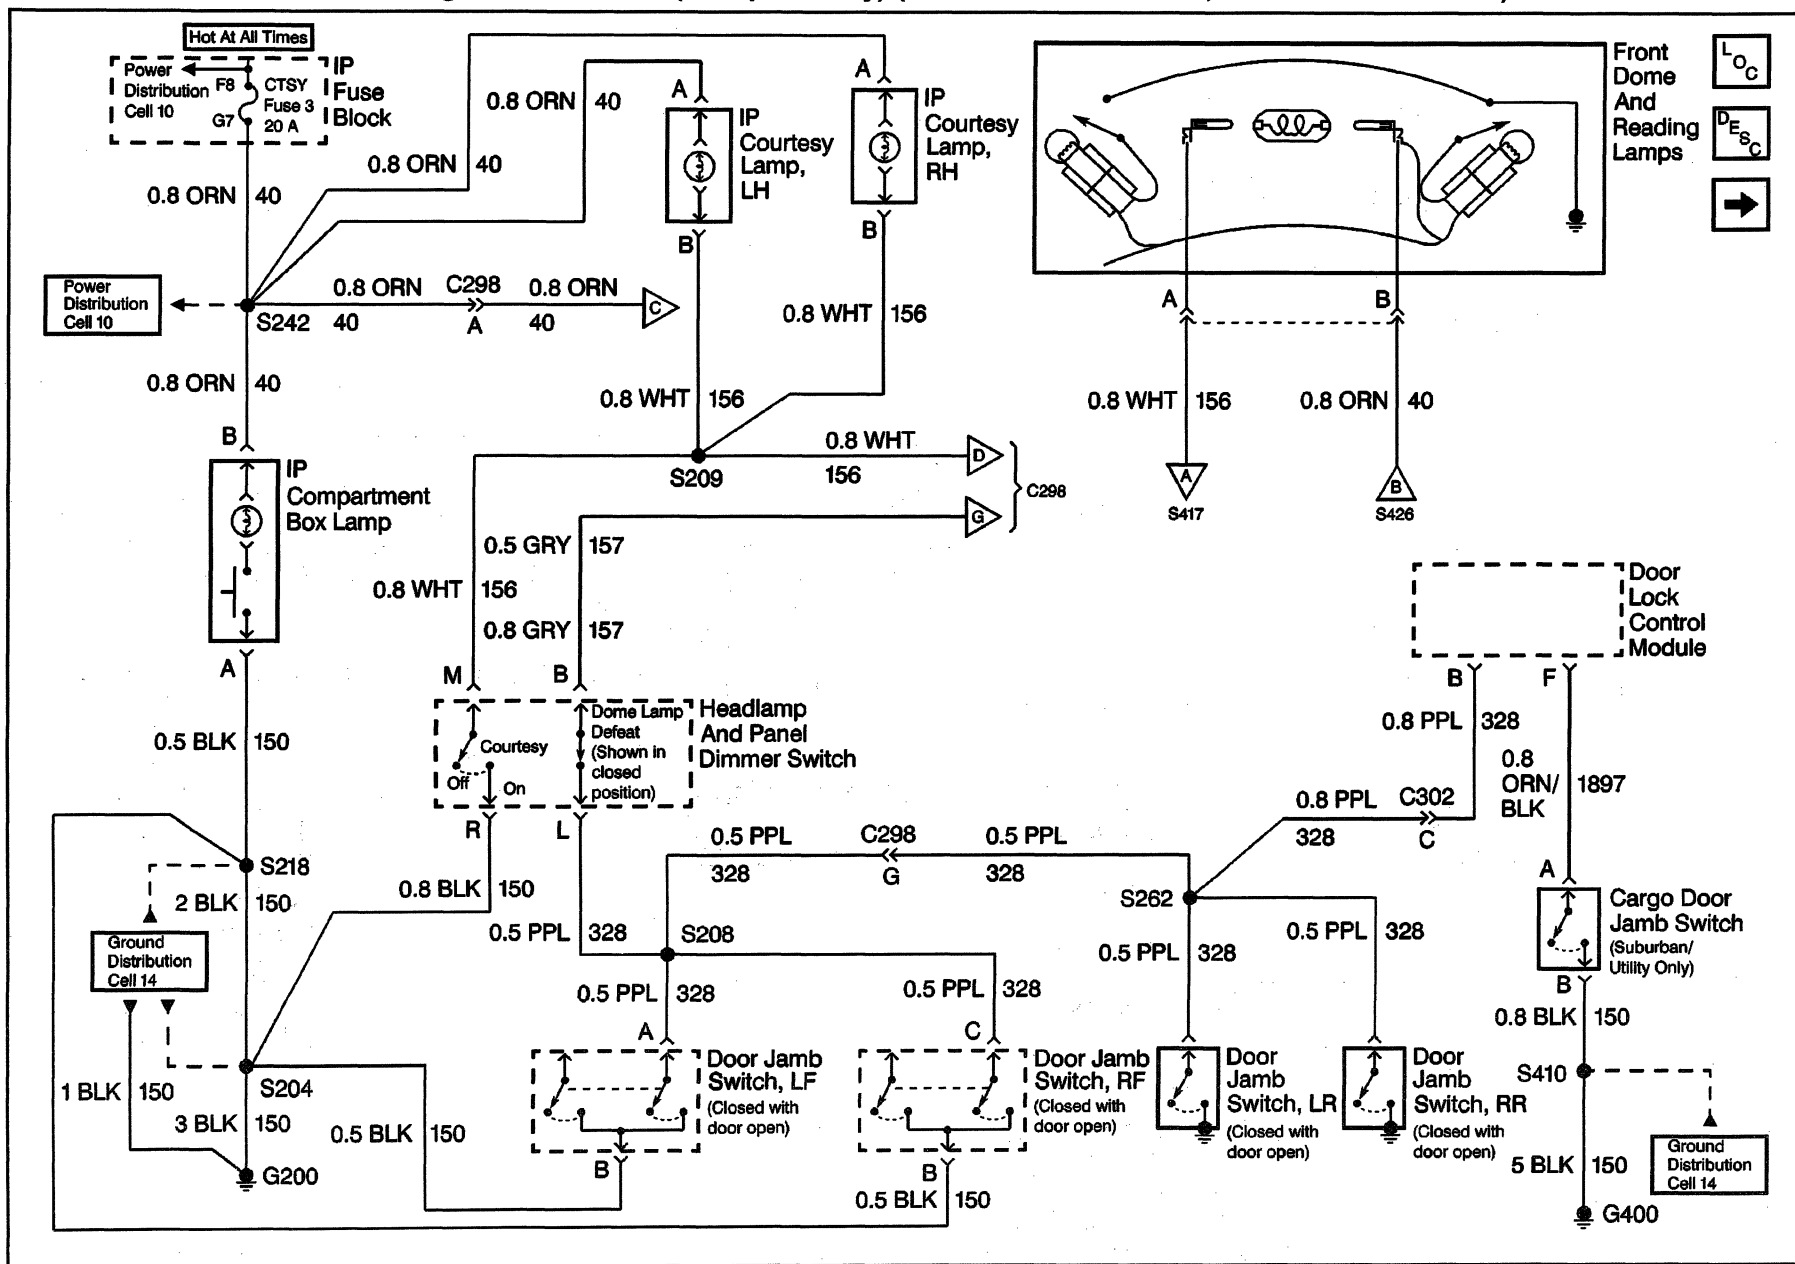 Hot At All Times
Power
Distribution
Cell 10
F8
G7
CTSY
Fuse 3
20 A
IP
Fuse
Block
0.8 ORN 40
0.8 ORN 40
0.8 ORN 40
A
IP
Courtesy
Lamp,
LH
B
A
IP
Courtesy
Lamp,
RH
B
Front
Dome
And
Reading
Lamps
L O C
D E S C
Power
Distribution
Cell 10
S242
0.8 ORN
40
C298
A
0.8 ORN
40
C
0.8 WHT 156
A
B
0.8 ORN 40
0.8 WHT 156
0.8 WHT 156
0.8 ORN 40
B
IP
Compartment
Box Lamp
A
S209
0.8 WHT
156
D
G
C298
A
S417
B
S426
0.5 GRY 157
0.8 WHT 156
0.8 GRY 157
Door
Lock
Control
Module
B
F
M
B
Dome Lamp
Defeat
(Shown in
closed
position)
Courtesy
Off
On
Headlamp
And Panel
Dimmer Switch
R
L
0.5 BLK 150
0.8 PPL 328
0.8
ORN/
BLK
1897
0.8 PPL
328
C302
C
S218
2 BLK 150
0.8 BLK 150
0.5 PPL
328
C298
G
0.5 PPL
328
S262
A
Cargo Door
Jamb Switch
(Suburban/
Utility Only)
B
Ground
Distribution
Cell 14
0.5 PPL 328
S208
0.5 PPL 328
0.5 PPL 328
0.5 PPL 328
0.5 PPL 328
0.8 BLK 150
S204
1 BLK 150
3 BLK 150
0.5 BLK 150
G200
A
Door Jamb
Switch, LF
(Closed with
door open)
B
C
Door Jamb
Switch, RF
(Closed with
door open)
B
0.5 BLK 150
Door
Jamb
Switch, LR
(Closed with
door open)
Door
Jamb
Switch, RR
(Closed with
door open)
S410
5 BLK 150
Ground
Distribution
Cell 14
G400